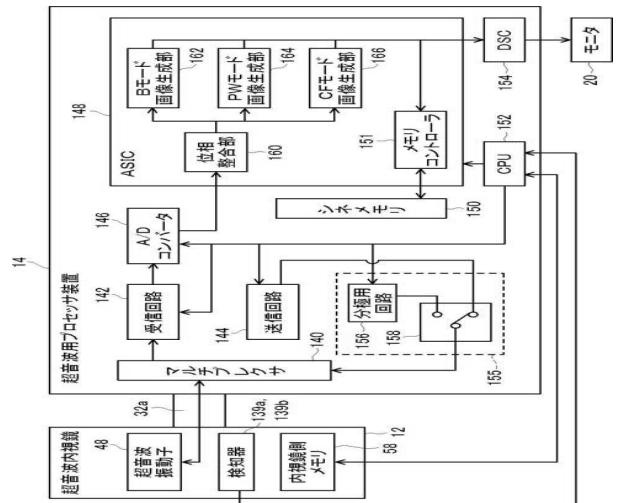 14
超音波用プロセッサ装置
148
ASIC
Bモード
画像生成部
162
PWモード
画像生成部
164
CFモード
画像生成部
166
位相
整合部
160
メモリ
コントローラ
151
DSC
154
モニタ
20
CPU
152
シネメモリ
150
A/D
コンバータ
146
受信回路
142
送信回路
144
分極用
回路
156
158
155
マルチプレクサ
140
32a
超音波内視鏡
12
超音波
振動子
48
検知器
139a,
139b
内視鏡側
メモリ
58